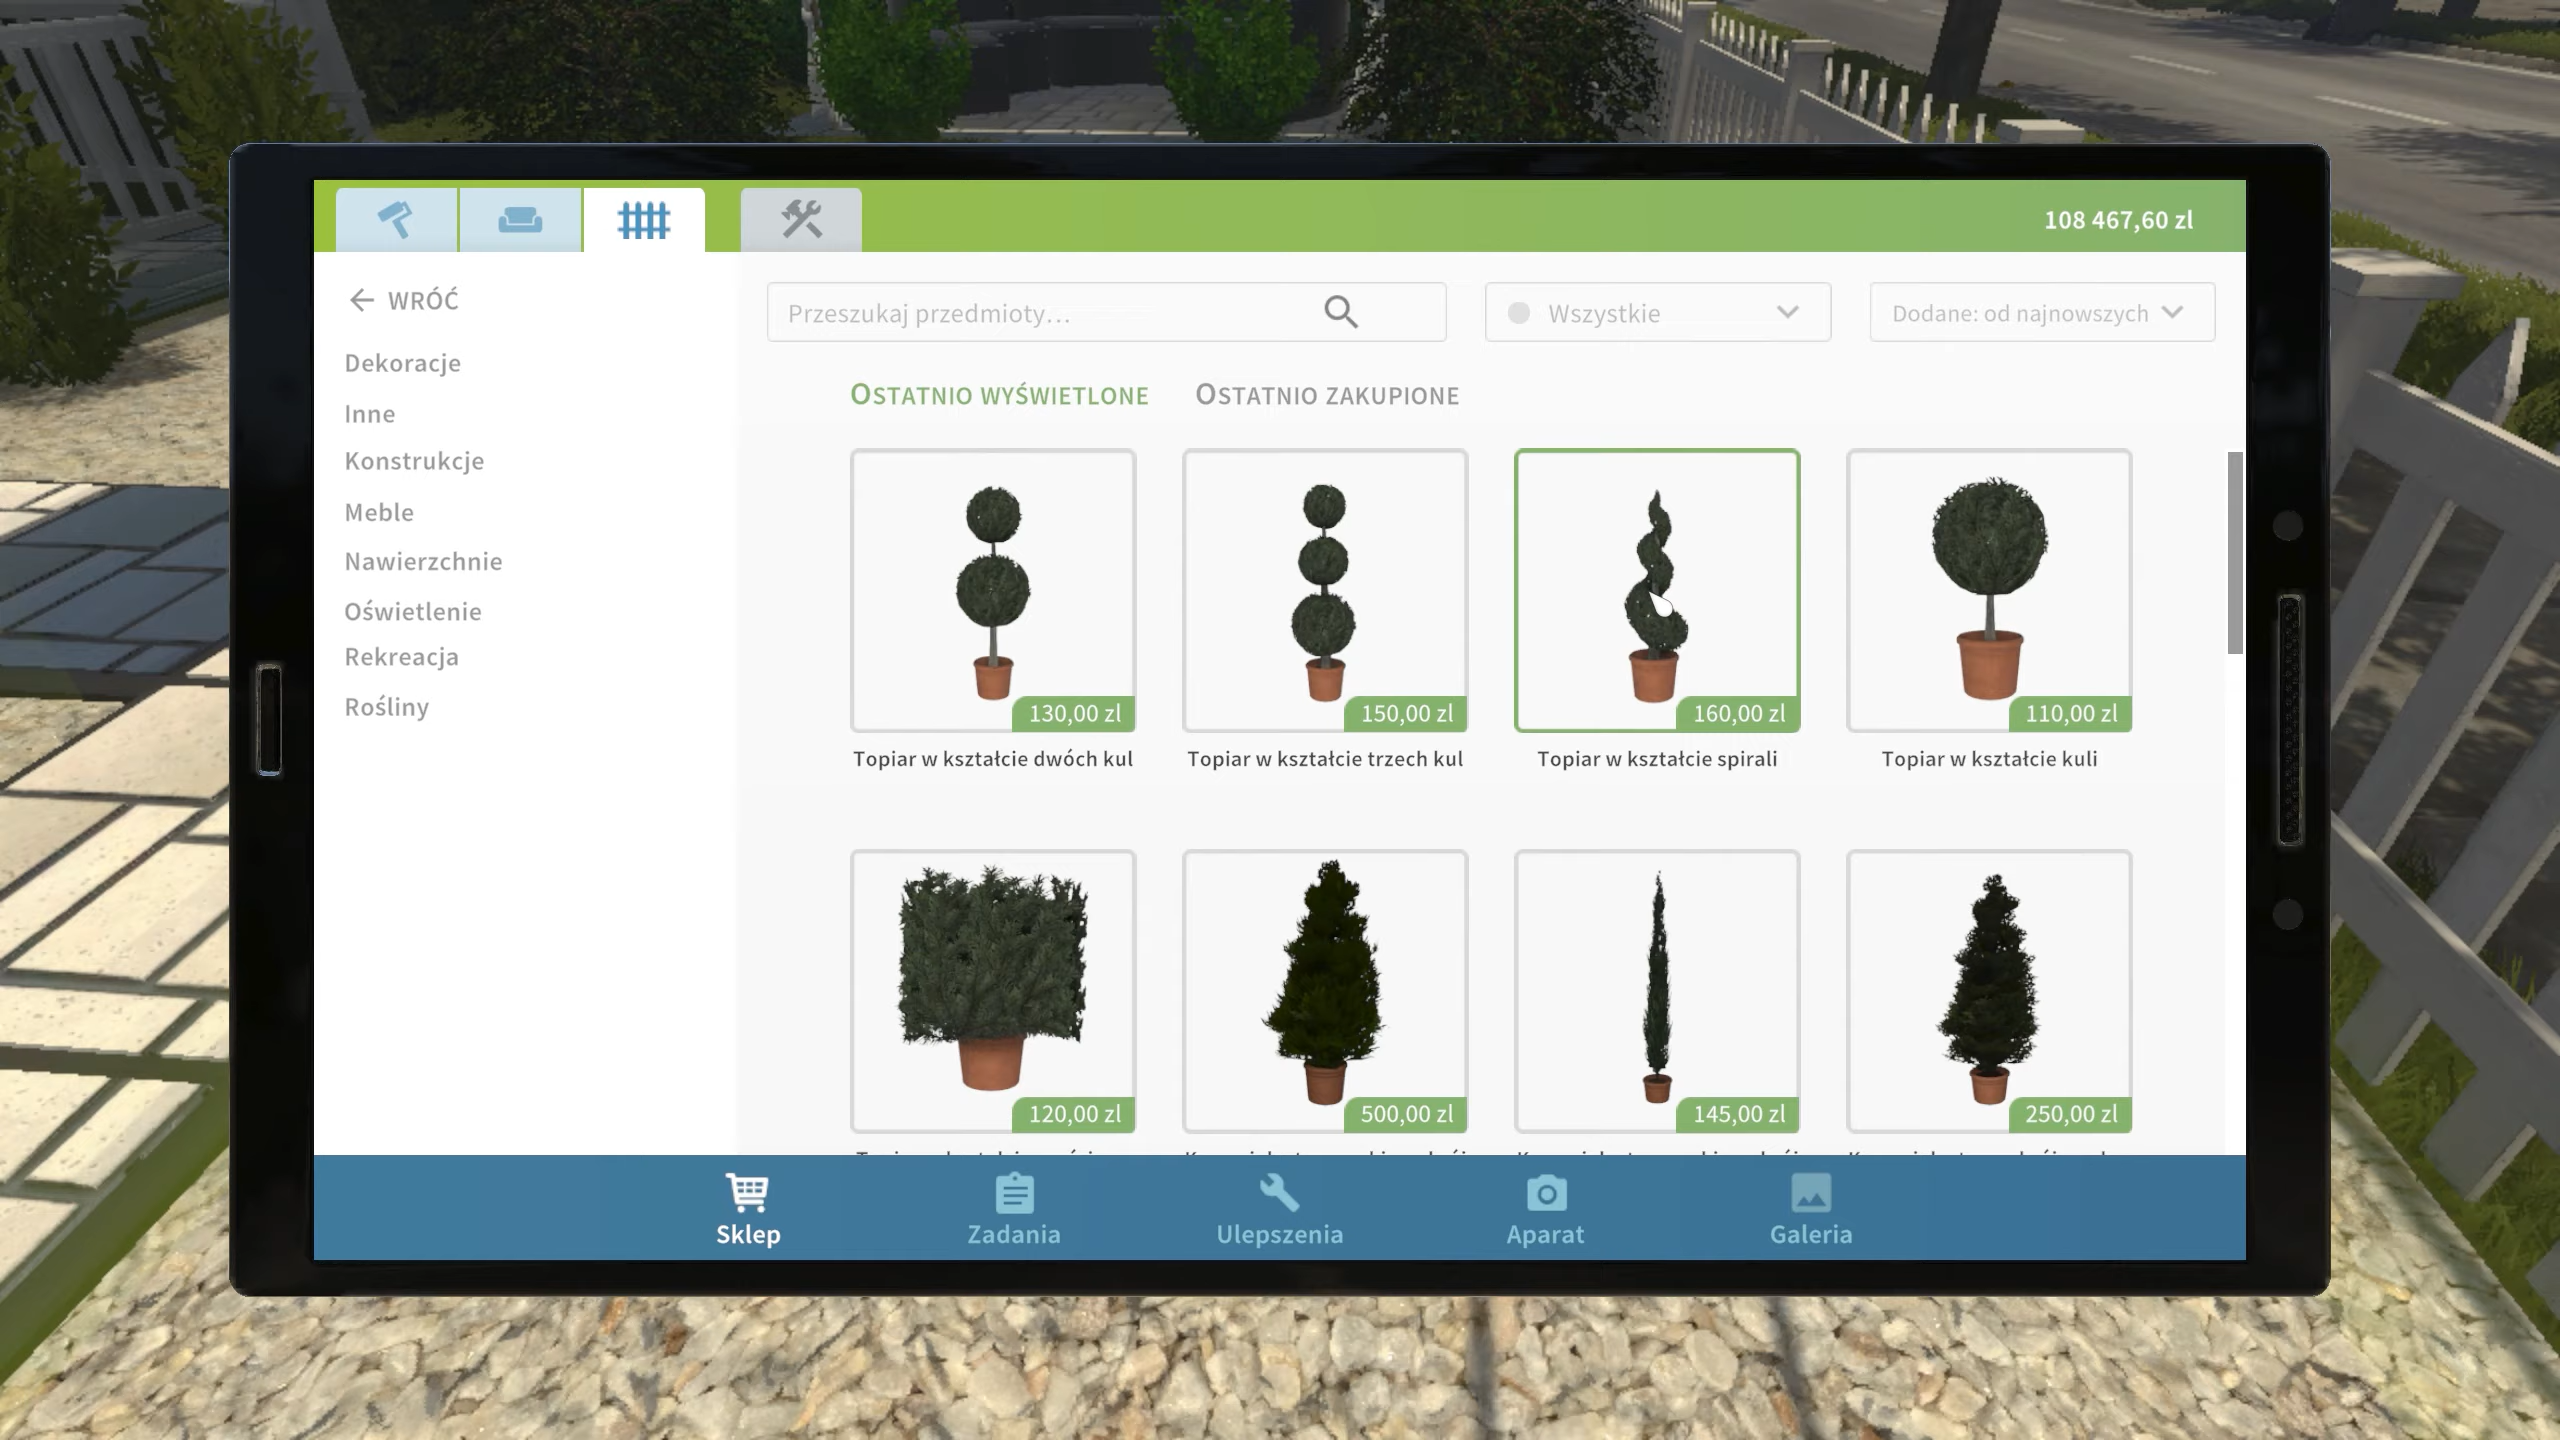 108 467,60 zl
WRÓĆ
Dekoracje
Inne
Konstrukcje
Meble
Nawierzchnie
Oświetlenie
Rekreacja
Rośliny
Przeszukaj przedmioty...
Wszystkie
Dodane: od najnowszych
OSTATNIO WYŚWIETLONE
OSTATNIO ZAKUPIONE
130,00 zl
150,00 zl
160,00 zl
110,00 zl
Topiar w kształcie dwóch kul
Topiar w kształcie trzech kul
Topiar w kształcie spirali
Topiar w kształcie kuli
120,00 zl
500,00 zl
145,00 zl
250,00 zl
Sklep
Zadania
Ulepszenia
Aparat
Galeria